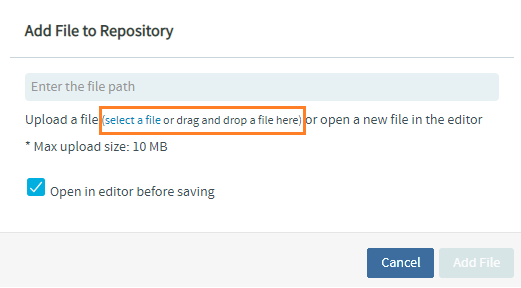 Add File to Repository
Enter the file path
Upload a file (select a file or drag and drop a file here) or open a new file in the editor
* Max upload size: 10 MB
Open in editor before saving
Cancel Add File